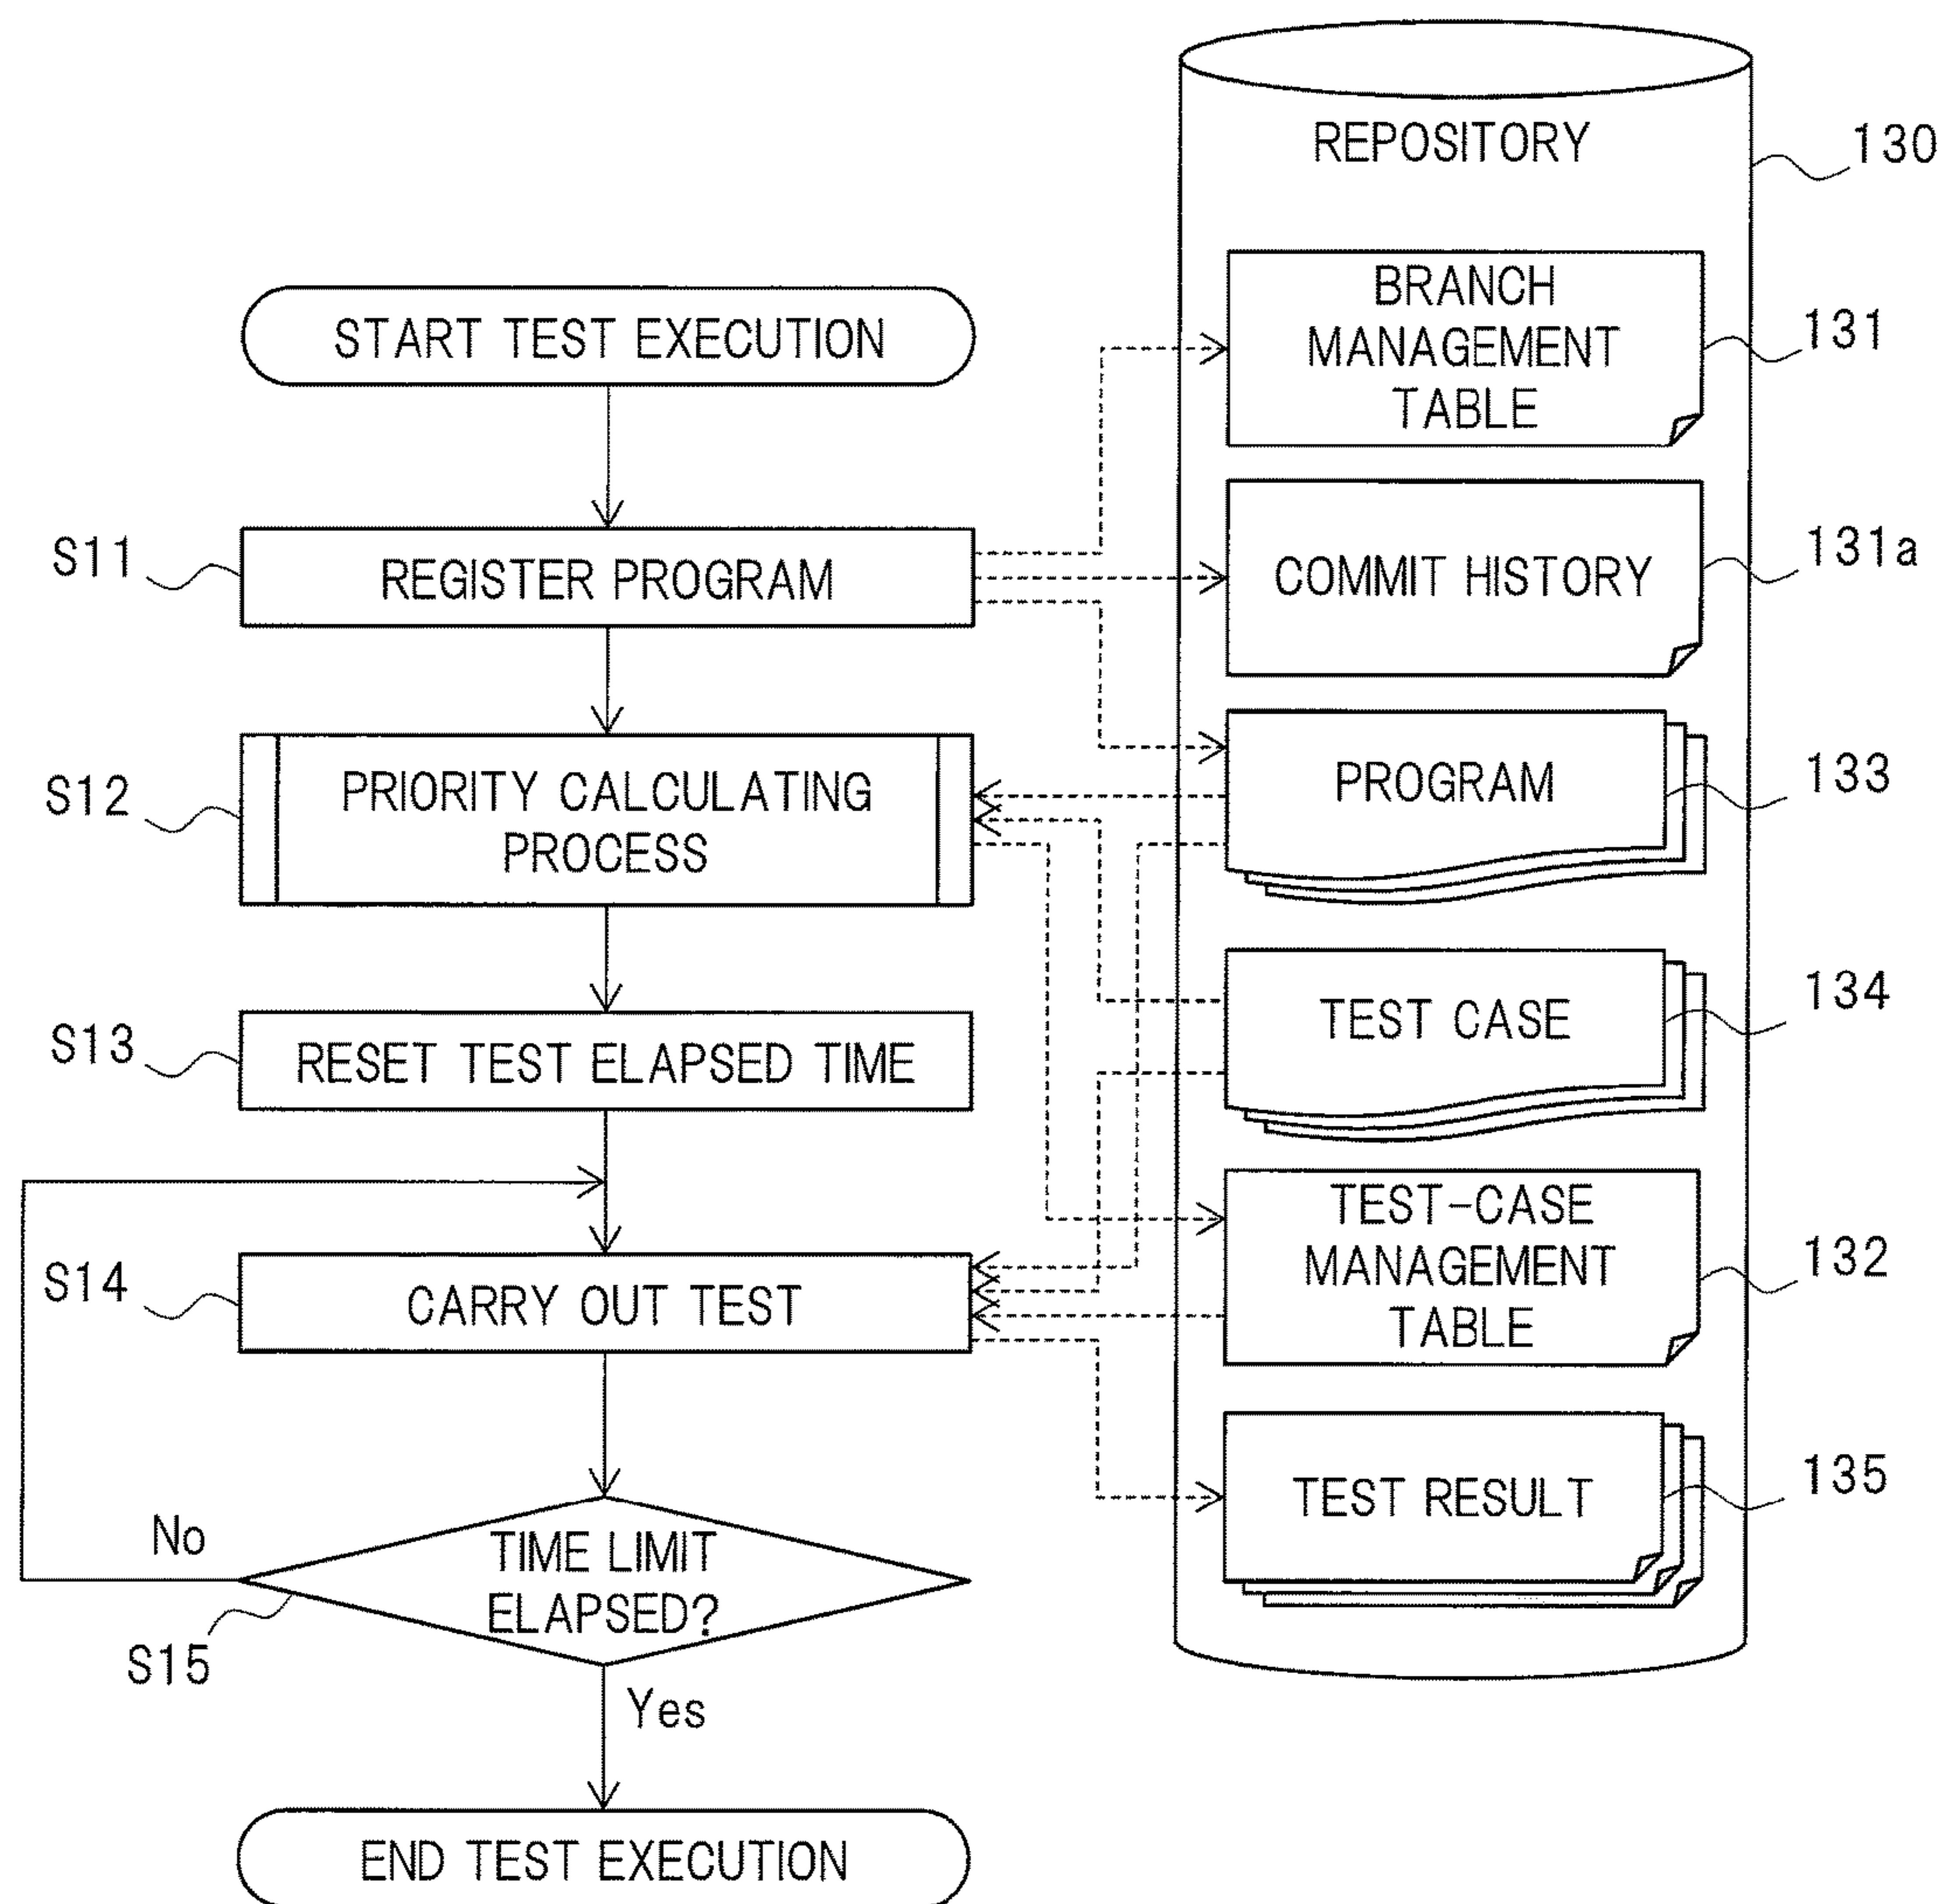 START TEST EXECUTION
S11
REGISTER PROGRAM
S12
PRIORITY CALCULATING
PROCESS
S13
RESET TEST ELAPSED TIME
S14
CARRY OUT TEST
No
TIME LIMIT
ELAPSED?
S15
Yes
END TEST EXECUTION
REPOSITORY
130
BRANCH
MANAGEMENT
TABLE
131
COMMIT HISTORY
131a
PROGRAM
133
TEST CASE
134
TEST-CASE
MANAGEMENT
TABLE
132
TEST RESULT
135